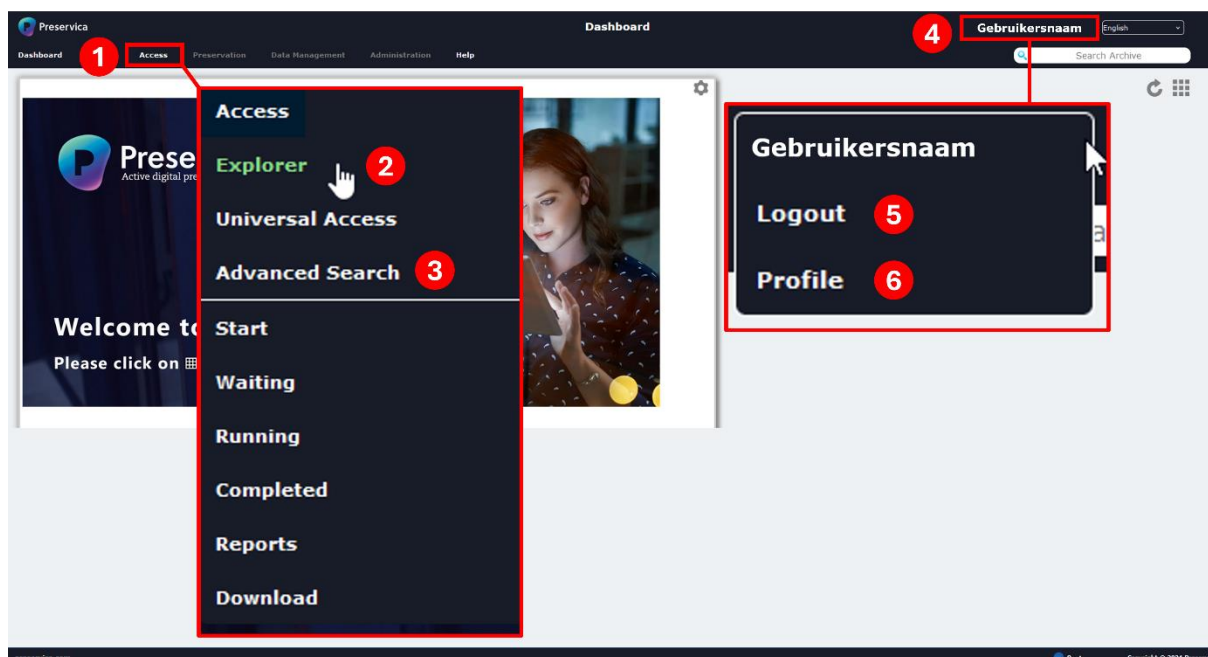 Preservica
Dashboard
4
Gebruikersnaam
English
Dashboard
1
Access
Preservation
Data Management
Administration
Help
Search Archive
Access
Explorer
2
Universal Access
Advanced Search
3
Start
Waiting
Running
Completed
Reports
Download
Prese
Active digital pre
Welcome to
Please click on
Gebruikersnaam
Logout
5
Profile
6
a